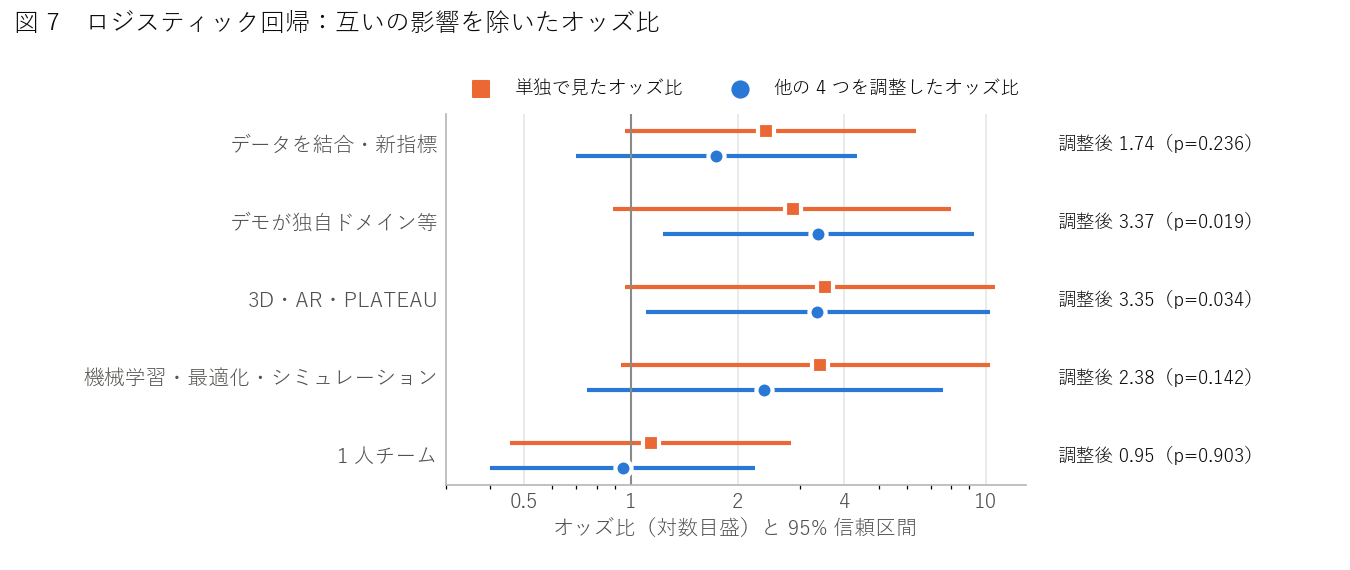 図 7　ロジスティック回帰：互いの影響を除いたオッズ比
単独で見たオッズ比　他の 4 つを調整したオッズ比
データを結合・新指標　調整後 1.74（p=0.236）
デモが独自ドメイン等　調整後 3.37（p=0.019）
3D・AR・PLATEAU　調整後 3.35（p=0.034）
機械学習・最適化・シミュレーション　調整後 2.38（p=0.142）
1 人チーム　調整後 0.95（p=0.903）
0.5 1 2 4 10
オッズ比（対数目盛）と 95% 信頼区間